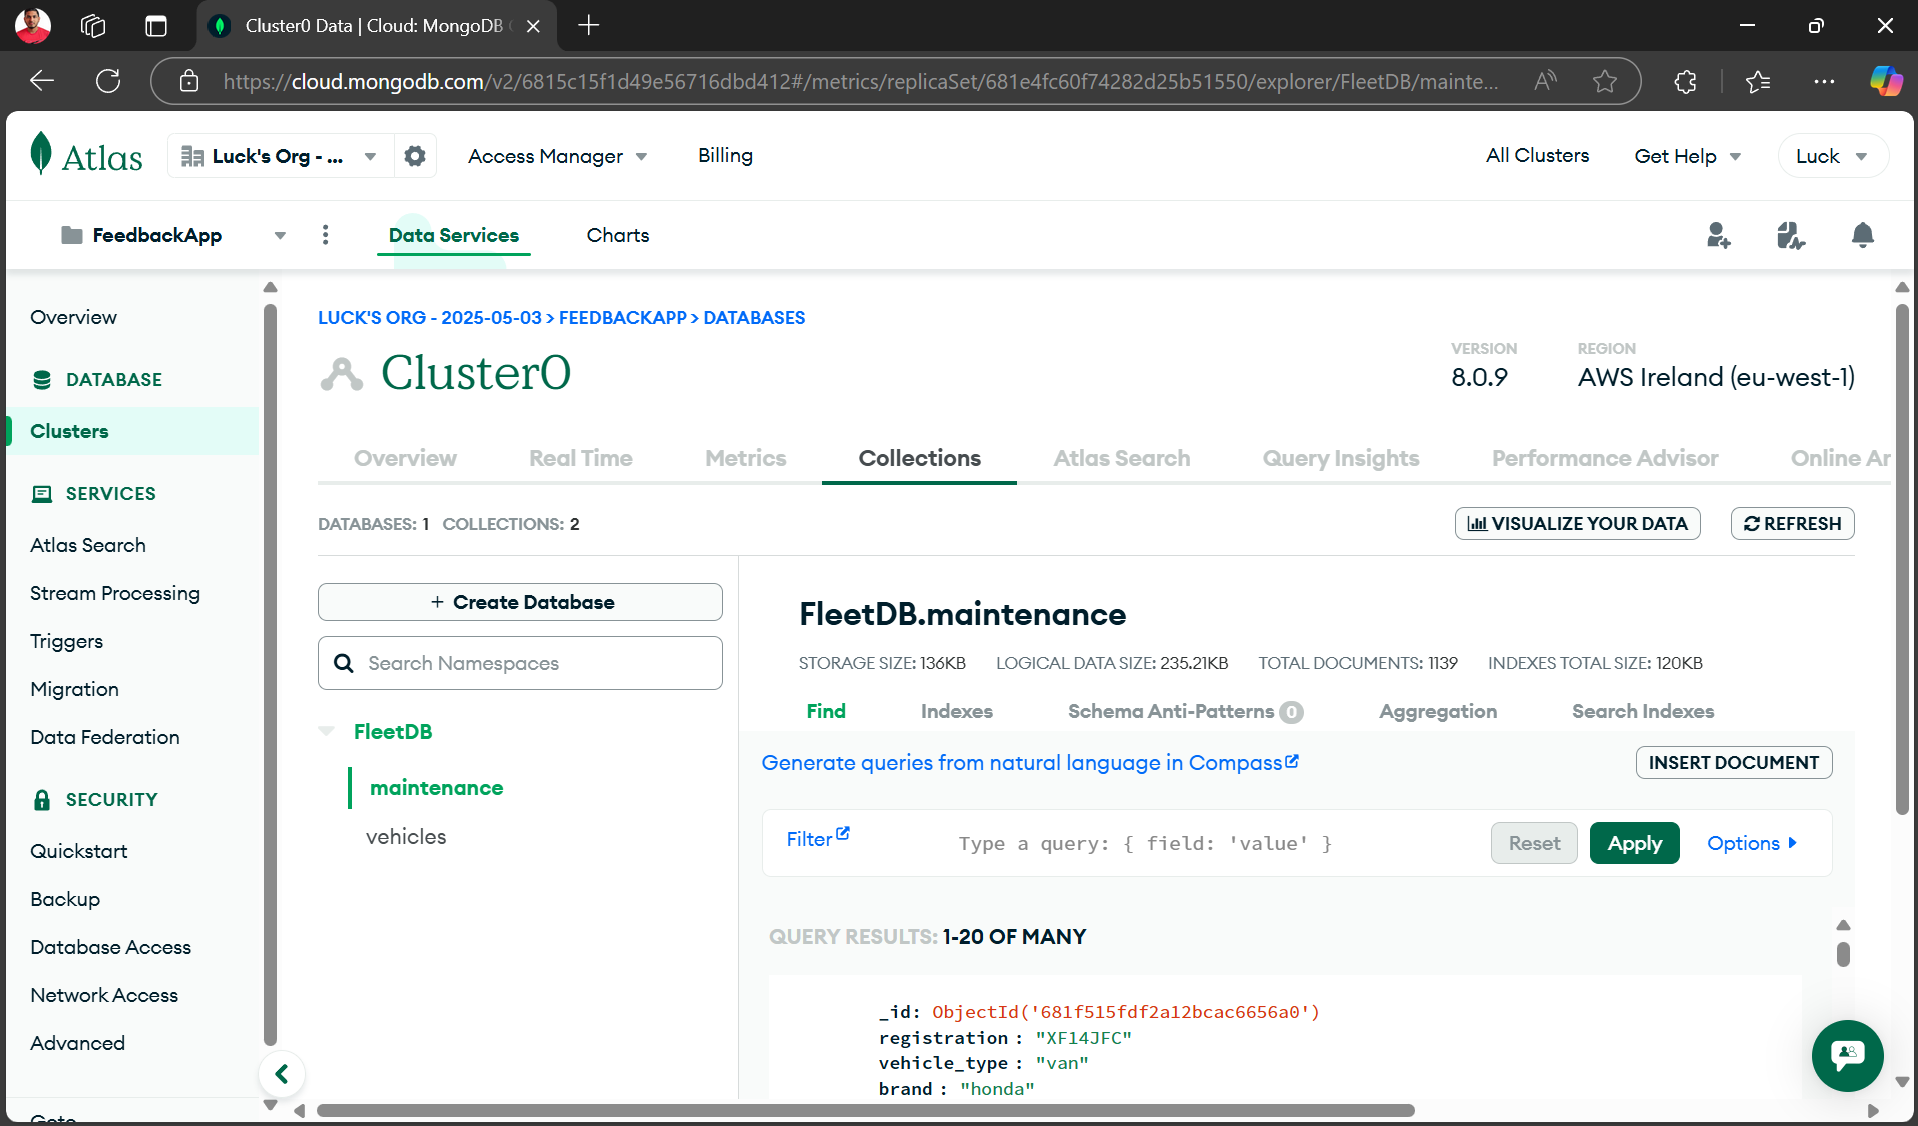 Cluster0 Data | Cloud: MongoDB
https://cloud.mongodb.com/v2/6815c15f1d49e56716dbd412#/metrics/replicaSet/681e4fc60f74282d25b51550/explorer/FleetDB/mainte...
Atlas
Luck's Org - ...
Access Manager
Billing
All Clusters
Get Help
Luck
FeedbackApp
Data Services
Charts
Overview
DATABASE
Clusters
SERVICES
Atlas Search
Stream Processing
Triggers
Migration
Data Federation
SECURITY
Quickstart
Backup
Database Access
Network Access
Advanced
Goto
LUCK'S ORG - 2025-05-03 > FEEDBACKAPP > DATABASES
Cluster0
VERSION
8.0.9
REGION
AWS Ireland (eu-west-1)
Overview
Real Time
Metrics
Collections
Atlas Search
Query Insights
Performance Advisor
Online Ar
DATABASES: 1 COLLECTIONS: 2
VISUALIZE YOUR DATA
REFRESH
+ Create Database
Search Namespaces
FleetDB
maintenance
vehicles
FleetDB.maintenance
STORAGE SIZE: 136KB LOGICAL DATA SIZE: 235.21KB TOTAL DOCUMENTS: 1139 INDEXES TOTAL SIZE: 120KB
Find
Indexes
Schema Anti-Patterns 0
Aggregation
Search Indexes
Generate queries from natural language in Compass
INSERT DOCUMENT
Filter
Type a query: { field: 'value' }
Reset
Apply
Options
QUERY RESULTS: 1-20 OF MANY
_id: ObjectId('681f515fdf2a12bcac6656a0')
registration : "XF14JFC"
vehicle_type : "van"
brand : "honda"